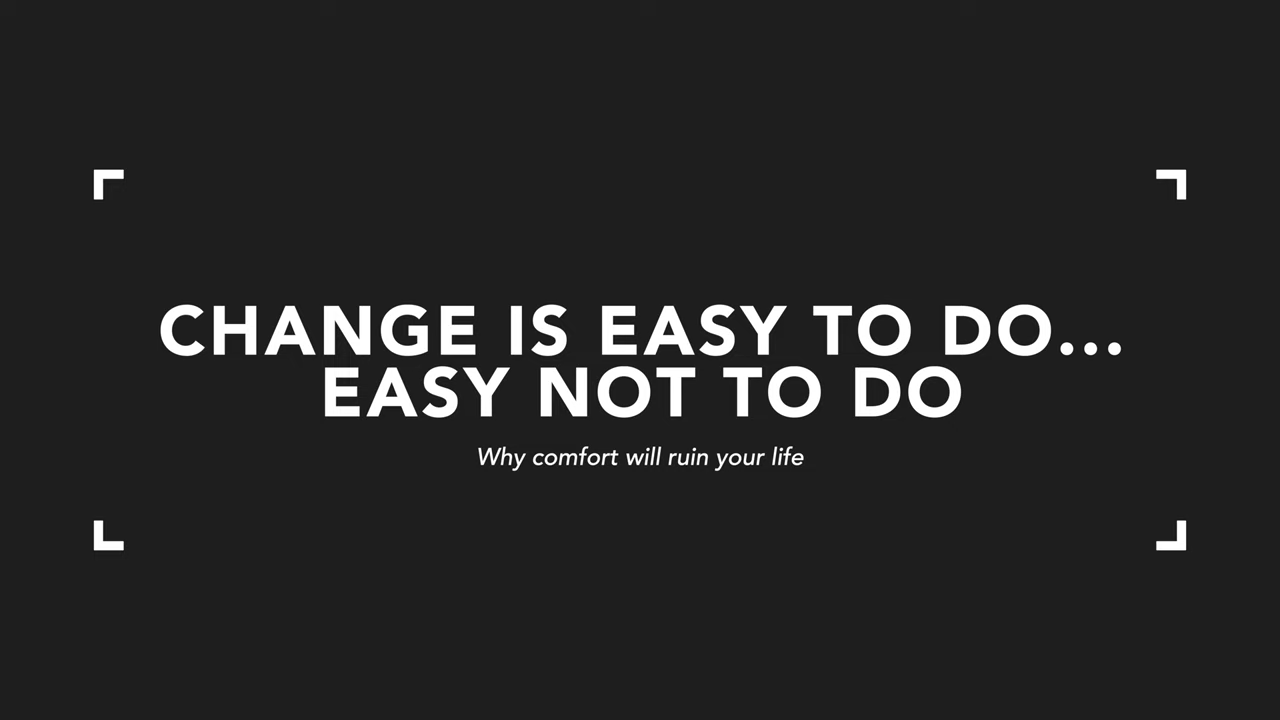 CHANGE IS EASY TO DO...
EASY NOT TO DO
Why comfort will ruin your life